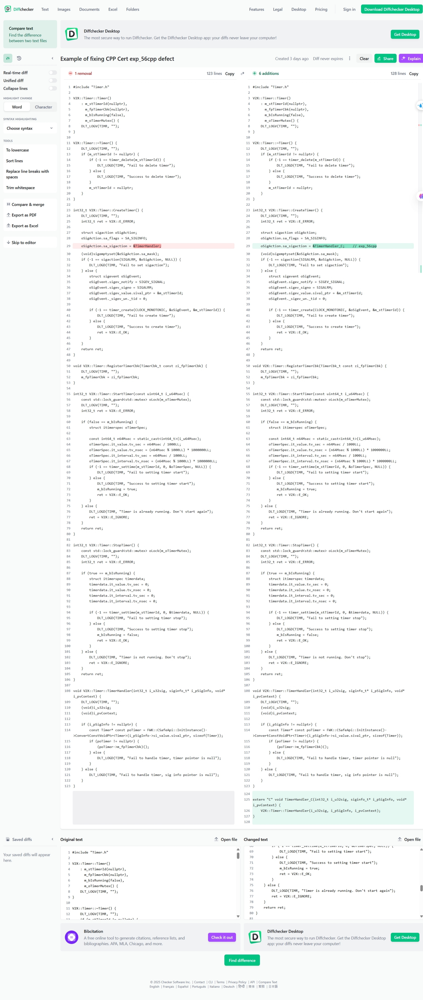 Diffchecker
Text
Images
Documents
Excel
Folders
Features
Legal
Desktop
Pricing
Sign in
Download Diffchecker Desktop
Compare text
Find the difference
between two text files
Diffchecker Desktop
The most secure way to run Diffchecker. Get the Diffchecker Desktop app: your diffs never leave your computer!
Get Desktop
Example of fixing CPP Cert exp_56cpp defect
Created 3 days ago
Diff never expires
Clear
Share
Explain
Real-time diff
Unified diff
Collapse lines
HIGHLIGHT CHANGE
Word
Character
SYNTAX HIGHLIGHTING
Choose syntax
TOOLS
To lowercase
Sort lines
Replace line breaks with
spaces
Trim whitespace
Compare & merge
Export as PDF
Export as Excel
Skip to editor
1 removal
123 lines
Copy
1 #include "Timer.h"
2
3 V2X::Timer::Timer()
4     : m_stTimerId(nullptr),
5       m_fpTimerCbk(nullptr),
6       m_bIsRunning(false),
7       m_oTimerMutex() {
8     DLT_LOGV(TIMR, "");
9 }
10
11 V2X::Timer::~Timer() {
12     DLT_LOGV(TIMR, "");
13     if (m_stTimerId != nullptr) {
14         if (-1 == timer_delete(m_stTimerId)) {
15             DLT_LOGD(TIMR, "Fail to delete timer");
16         } else {
17             DLT_LOGD(TIMR, "Success to delete timer");
18         }
19         m_stTimerId = nullptr;
20     }
21 }
22
23 int32_t V2X::Timer::CreateTimer() {
24     DLT_LOGV(TIMR, "");
25     int32_t ret = V2X::E_ERROR;
26
27     struct sigaction oSigAction;
28     oSigAction.sa_flags = SA_SIGINFO;
29     oSigAction.sa_sigaction = &TimerHandler;
30     (void)sigemptyset(&oSigAction.sa_mask);
31     if (-1 == sigaction(SIGALRM, &oSigAction, NULL)) {
32         DLT_LOGD(TIMR, "Fail to set sigaction");
33     } else {
34         struct sigevent oSigEvent;
35         oSigEvent.sigev_notify = SIGEV_SIGNAL;
36         oSigEvent.sigev_signo = SIGALRM;
37         oSigEvent.sigev_value.sival_ptr = &m_stTimerId;
38         oSigEvent._sigev_un._tid = 0;
39
40         if (-1 == timer_create(CLOCK_MONOTONIC, &oSigEvent, &m_stTimerId)) {
41             DLT_LOGD(TIMR, "Fail to create timer");
42         } else {
43             DLT_LOGD(TIMR, "Success to create timer");
44             ret = V2X::E_OK;
45         }
46     }
47     return ret;
48 }
49
50 void V2X::Timer::RegisterTimerCbk(TimerCbk_t const zi_fpTimerCbk) {
51     DLT_LOGV(TIMR, "");
52     m_fpTimerCbk = zi_fpTimerCbk;
53 }
54
55 int32_t V2X::Timer::StartTimer(const uint64_t i_u64Msec) {
56     const std::lock_guard<std::mutex> oLock(m_oTimerMutex);
57     DLT_LOGV(TIMR, "");
58     int32_t ret = V2X::E_ERROR;
59
60     if (false == m_bIsRunning) {
61         struct itimerspec oTimerSpec;
62
63         const int64_t n64Msec = static_cast<int64_t>(i_u64Msec);
64         oTimerSpec.it_value.tv_sec = n64Msec / 1000LL;
65         oTimerSpec.it_value.tv_nsec = (n64Msec % 1000LL) * 1000000LL;
66         oTimerSpec.it_interval.tv_sec = n64Msec / 1000LL;
67         oTimerSpec.it_interval.tv_nsec = (n64Msec % 1000LL) * 1000000LL;
68         if (-1 == timer_settime(m_stTimerId, 0, &oTimerSpec, NULL)) {
69             DLT_LOGD(TIMR, "Fail to setting timer start");
70         } else {
71             DLT_LOGD(TIMR, "Success to setting timer start");
72             m_bIsRunning = true;
73             ret = V2X::E_OK;
74         }
75     } else {
76         DLT_LOGD(TIMR, "Timer is already running. Don't start again");
77         ret = V2X::E_IGNORE;
78     }
79     return ret;
80 }
81
82 int32_t V2X::Timer::StopTimer() {
83     const std::lock_guard<std::mutex> oLock(m_oTimerMutex);
84     DLT_LOGV(TIMR, "");
85     int32_t ret = V2X::E_ERROR;
86
87     if (true == m_bIsRunning) {
88         struct itimerspec timerdata;
89         timerdata.it_value.tv_sec = 0;
90         timerdata.it_value.tv_nsec = 0;
91         timerdata.it_interval.tv_sec = 0;
92         timerdata.it_interval.tv_nsec = 0;
93
94         if (-1 == timer_settime(m_stTimerId, 0, &timerdata, NULL)) {
95             DLT_LOGD(TIMR, "Fail to setting timer stop");
96         } else {
97             DLT_LOGD(TIMR, "Success to setting timer stop");
98             m_bIsRunning = false;
99             ret = V2X::E_OK;
100         }
101     } else {
102         DLT_LOGD(TIMR, "Timer is not running. Don't stop");
103         ret = V2X::E_IGNORE;
104     }
105     return ret;
106 }
107
108 void V2X::Timer::TimerHandler(int32_t i_u32sig, siginfo_t* i_pSigInfo, void*
i_pvContext) {
109     DLT_LOGV(TIMR, "");
110     (void)i_u32sig;
111     (void)i_pvContext;
112
113     if (i_pSigInfo != nullptr) {
114         const Timer* const poTimer = FWK::CSafeApi::InitInstance()-
>ConvertConstVoidPtr<Timer>(i_pSigInfo->si_value.sival_ptr, sizeof(Timer));
115         if (poTimer != nullptr) {
116             (poTimer->m_fpTimerCbk)();
117         } else {
118             DLT_LOGD(TIMR, "Fail to handle timer, timer pointer is null");
119         }
120     } else {
121         DLT_LOGD(TIMR, "Fail to handle timer, sig info pointer is null");
122     }
123 }
6 additions
128 lines
Copy
1 #include "Timer.h"
2
3 V2X::Timer::Timer()
4     : m_stTimerId(nullptr),
5       m_fpTimerCbk(nullptr),
6       m_bIsRunning(false),
7       m_oTimerMutex() {
8     DLT_LOGV(TIMR, "");
9 }
10
11 V2X::Timer::~Timer() {
12     DLT_LOGV(TIMR, "");
13     if (m_stTimerId != nullptr) {
14         if (-1 == timer_delete(m_stTimerId)) {
15             DLT_LOGD(TIMR, "Fail to delete timer");
16         } else {
17             DLT_LOGD(TIMR, "Success to delete timer");
18         }
19         m_stTimerId = nullptr;
20     }
21 }
22
23 int32_t V2X::Timer::CreateTimer() {
24     DLT_LOGV(TIMR, "");
25     int32_t ret = V2X::E_ERROR;
26
27     struct sigaction oSigAction;
28     oSigAction.sa_flags = SA_SIGINFO;
29     oSigAction.sa_sigaction = &TimerHandler_C;    // exp_56cpp
30     (void)sigemptyset(&oSigAction.sa_mask);
31     if (-1 == sigaction(SIGALRM, &oSigAction, NULL)) {
32         DLT_LOGD(TIMR, "Fail to set sigaction");
33     } else {
34         struct sigevent oSigEvent;
35         oSigEvent.sigev_notify = SIGEV_SIGNAL;
36         oSigEvent.sigev_signo = SIGALRM;
37         oSigEvent.sigev_value.sival_ptr = &m_stTimerId;
38         oSigEvent._sigev_un._tid = 0;
39
40         if (-1 == timer_create(CLOCK_MONOTONIC, &oSigEvent, &m_stTimerId)) {
41             DLT_LOGD(TIMR, "Fail to create timer");
42         } else {
43             DLT_LOGD(TIMR, "Success to create timer");
44             ret = V2X::E_OK;
45         }
46     }
47     return ret;
48 }
49
50 void V2X::Timer::RegisterTimerCbk(TimerCbk_t const zi_fpTimerCbk) {
51     DLT_LOGV(TIMR, "");
52     m_fpTimerCbk = zi_fpTimerCbk;
53 }
54
55 int32_t V2X::Timer::StartTimer(const uint64_t i_u64Msec) {
56     const std::lock_guard<std::mutex> oLock(m_oTimerMutex);
57     DLT_LOGV(TIMR, "");
58     int32_t ret = V2X::E_ERROR;
59
60     if (false == m_bIsRunning) {
61         struct itimerspec oTimerSpec;
62
63         const int64_t n64Msec = static_cast<int64_t>(i_u64Msec);
64         oTimerSpec.it_value.tv_sec = n64Msec / 1000LL;
65         oTimerSpec.it_value.tv_nsec = (n64Msec % 1000LL) * 1000000LL;
66         oTimerSpec.it_interval.tv_sec = n64Msec / 1000LL;
67         oTimerSpec.it_interval.tv_nsec = (n64Msec % 1000LL) * 1000000LL;
68         if (-1 == timer_settime(m_stTimerId, 0, &oTimerSpec, NULL)) {
69             DLT_LOGD(TIMR, "Fail to setting timer start");
70         } else {
71             DLT_LOGD(TIMR, "Success to setting timer start");
72             m_bIsRunning = true;
73             ret = V2X::E_OK;
74         }
75     } else {
76         DLT_LOGD(TIMR, "Timer is already running. Don't start again");
77         ret = V2X::E_IGNORE;
78     }
79     return ret;
80 }
81
82 int32_t V2X::Timer::StopTimer() {
83     const std::lock_guard<std::mutex> oLock(m_oTimerMutex);
84     DLT_LOGV(TIMR, "");
85     int32_t ret = V2X::E_ERROR;
86
87     if (true == m_bIsRunning) {
88         struct itimerspec timerdata;
89         timerdata.it_value.tv_sec = 0;
90         timerdata.it_value.tv_nsec = 0;
91         timerdata.it_interval.tv_sec = 0;
92         timerdata.it_interval.tv_nsec = 0;
93
94         if (-1 == timer_settime(m_stTimerId, 0, &timerdata, NULL)) {
95             DLT_LOGD(TIMR, "Fail to setting timer stop");
96         } else {
97             DLT_LOGD(TIMR, "Success to setting timer stop");
98             m_bIsRunning = false;
99             ret = V2X::E_OK;
100         }
101     } else {
102         DLT_LOGD(TIMR, "Timer is not running. Don't stop");
103         ret = V2X::E_IGNORE;
104     }
105     return ret;
106 }
107
108 void V2X::Timer::TimerHandler(int32_t i_u32sig, siginfo_t* i_pSigInfo, void*
i_pvContext) {
109     DLT_LOGV(TIMR, "");
110     (void)i_u32sig;
111     (void)i_pvContext;
112
113     if (i_pSigInfo != nullptr) {
114         const Timer* const poTimer = FWK::CSafeApi::InitInstance()-
>ConvertConstVoidPtr<Timer>(i_pSigInfo->si_value.sival_ptr, sizeof(Timer));
115         if (poTimer != nullptr) {
116             (poTimer->m_fpTimerCbk)();
117         } else {
118             DLT_LOGD(TIMR, "Fail to handle timer, timer pointer is null");
119         }
120     } else {
121         DLT_LOGD(TIMR, "Fail to handle timer, sig info pointer is null");
122     }
123 }
124
125 extern "C" void TimerHandler_C(int32_t i_u32sig, siginfo_t* i_pSigInfo, void*
i_pvContext) {
126     V2X::Timer::TimerHandler(i_u32sig, i_pSigInfo, i_pvContext);
127 }
128
Saved diffs
Your saved diffs will appear
here.
Original text
Open file
1 #include "Timer.h"
2
3 V2X::Timer::Timer()
4     : m_stTimerId(nullptr),
5       m_fpTimerCbk(nullptr),
6       m_bIsRunning(false),
7       m_oTimerMutex() {
8     DLT_LOGV(TIMR, "");
9 }
10
11 V2X::Timer::~Timer() {
12     DLT_LOGV(TIMR, "");
13     if (m_stTimerId != nullptr) {
Changed text
Open file
68         if (-1 == timer_settime(m_stTimerId, 0, &oTimerSpec, NULL)) {
69             DLT_LOGD(TIMR, "Fail to setting timer start");
70         } else {
71             DLT_LOGD(TIMR, "Success to setting timer start");
72             m_bIsRunning = true;
73             ret = V2X::E_OK;
74         }
75     } else {
76         DLT_LOGD(TIMR, "Timer is already running. Don't start again");
77         ret = V2X::E_IGNORE;
78     }
79     return ret;
80 }
81
Bibcitation
A free online tool to generate citations, reference lists, and
bibliographies. APA, MLA, Chicago, and more.
Check it out
Diffchecker Desktop
The most secure way to run Diffchecker. Get the Diffchecker Desktop
app: your diffs never leave your computer!
Get Desktop
Find difference
© 2025 Checker Software Inc. | Contact | CLI | Terms | Privacy Policy | API | Compare Text
English | Français | Español | Português | Italiano | Deutsch | हिन्दी | 简体 | 繁體 | 日本語